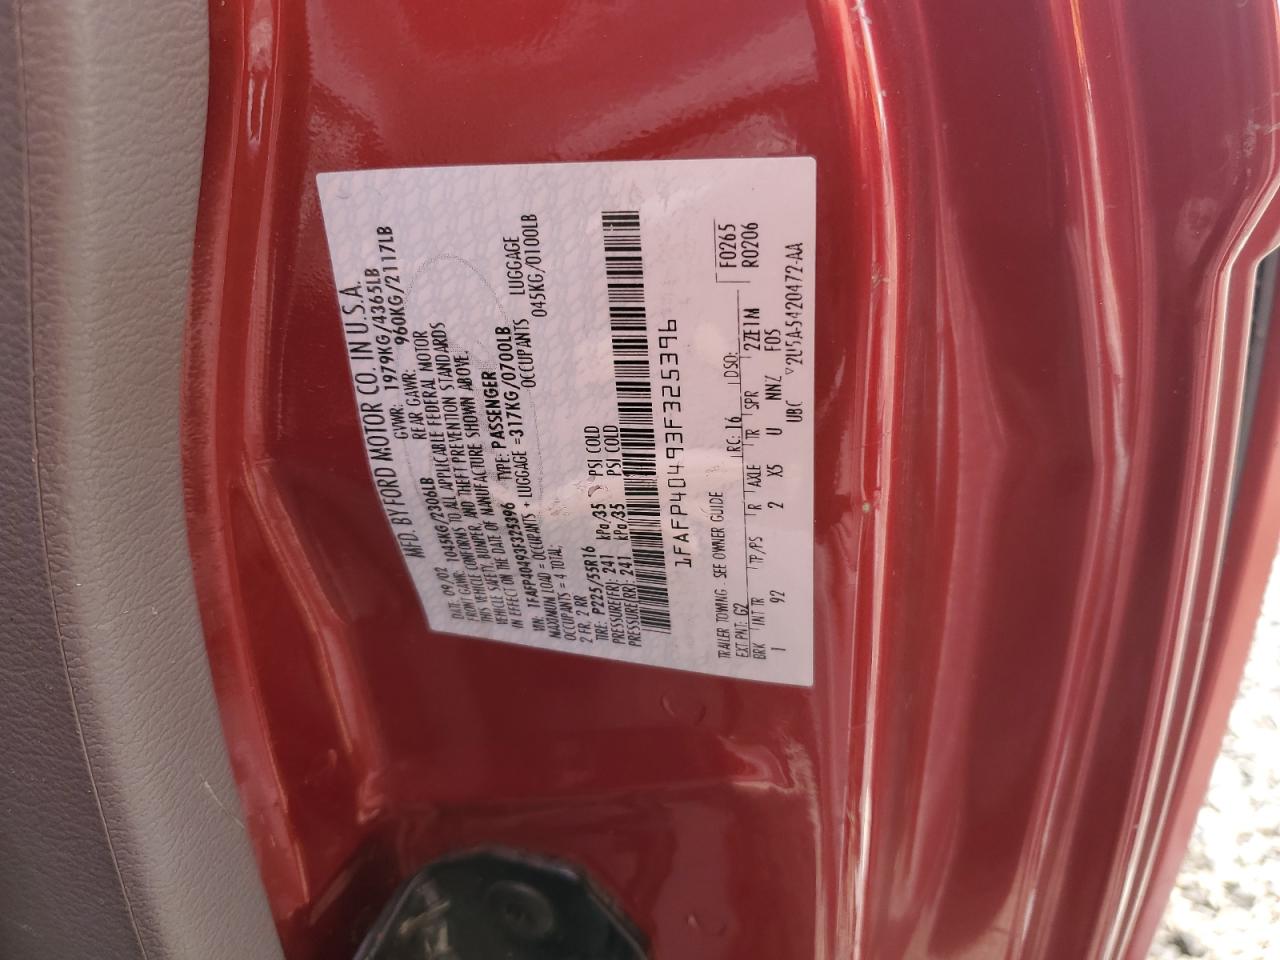 MFD. BY FORD MOTOR CO. IN U.S.A.
DATE: 09/02 GVWR: 1979KG/4365LB
FRONT GAWR: 1045KG/2306LB REAR GAWR: 960KG/2117LB
THIS VEHICLE CONFORMS TO ALL APPLICABLE FEDERAL MOTOR
VEHICLE SAFETY, BUMPER, AND THEFT PREVENTION STANDARDS
IN EFFECT ON THE DATE OF MANUFACTURE SHOWN ABOVE.
VIN: 1FAFP40493F325396 TYPE: PASSENGER
MAXIMUM LOAD = OCCUPANTS + LUGGAGE =317KG/0700LB
OCCUPANTS = 4 TOTAL OCCUPANTS LUGGAGE
2 FR, 2 RR 045KG/0100LB
TIRE: P225/55R16
PRESSURE(FR): 241 kPa/35 PSI COLD
PRESSURE(RR): 241 kPa/35 PSI COLD
1FAFP40493F325396
TRAILER TOWING - SEE OWNER GUIDE F0265
EXT PNT: G2 RC: 16 DSO: R0206
BRK INT TR TP/PS R AXLE TR SPR 2ZE1M
1 92 2 X5 U NNZ F05
UBC
2U5A-5420472-AA